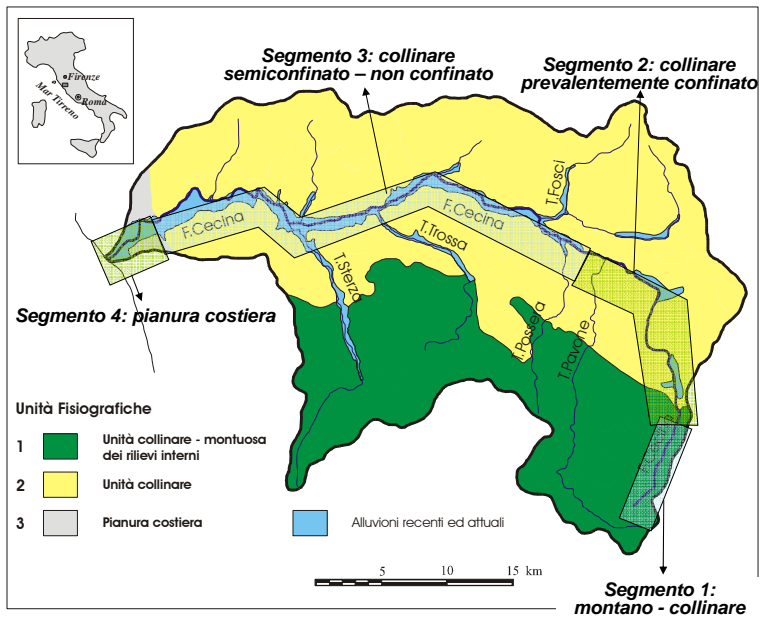 Firenze
Roma
Mar Tirreno
Segmento 3: collinare
semiconfinato – non confinato
Segmento 2: collinare
prevalentemente confinato
T.Fosci
F.Cecina
F.Cecina
T.Trossa
T.Sterza
T.Possera
T.Pavone
Segmento 4: pianura costiera
Unità Fisiografiche
1 Unità collinare - montuosa
dei rilievi interni
2 Unità collinare
3 Pianura costiera
Alluvioni recenti ed attuali
5 10 15 km
Segmento 1:
montano - collinare